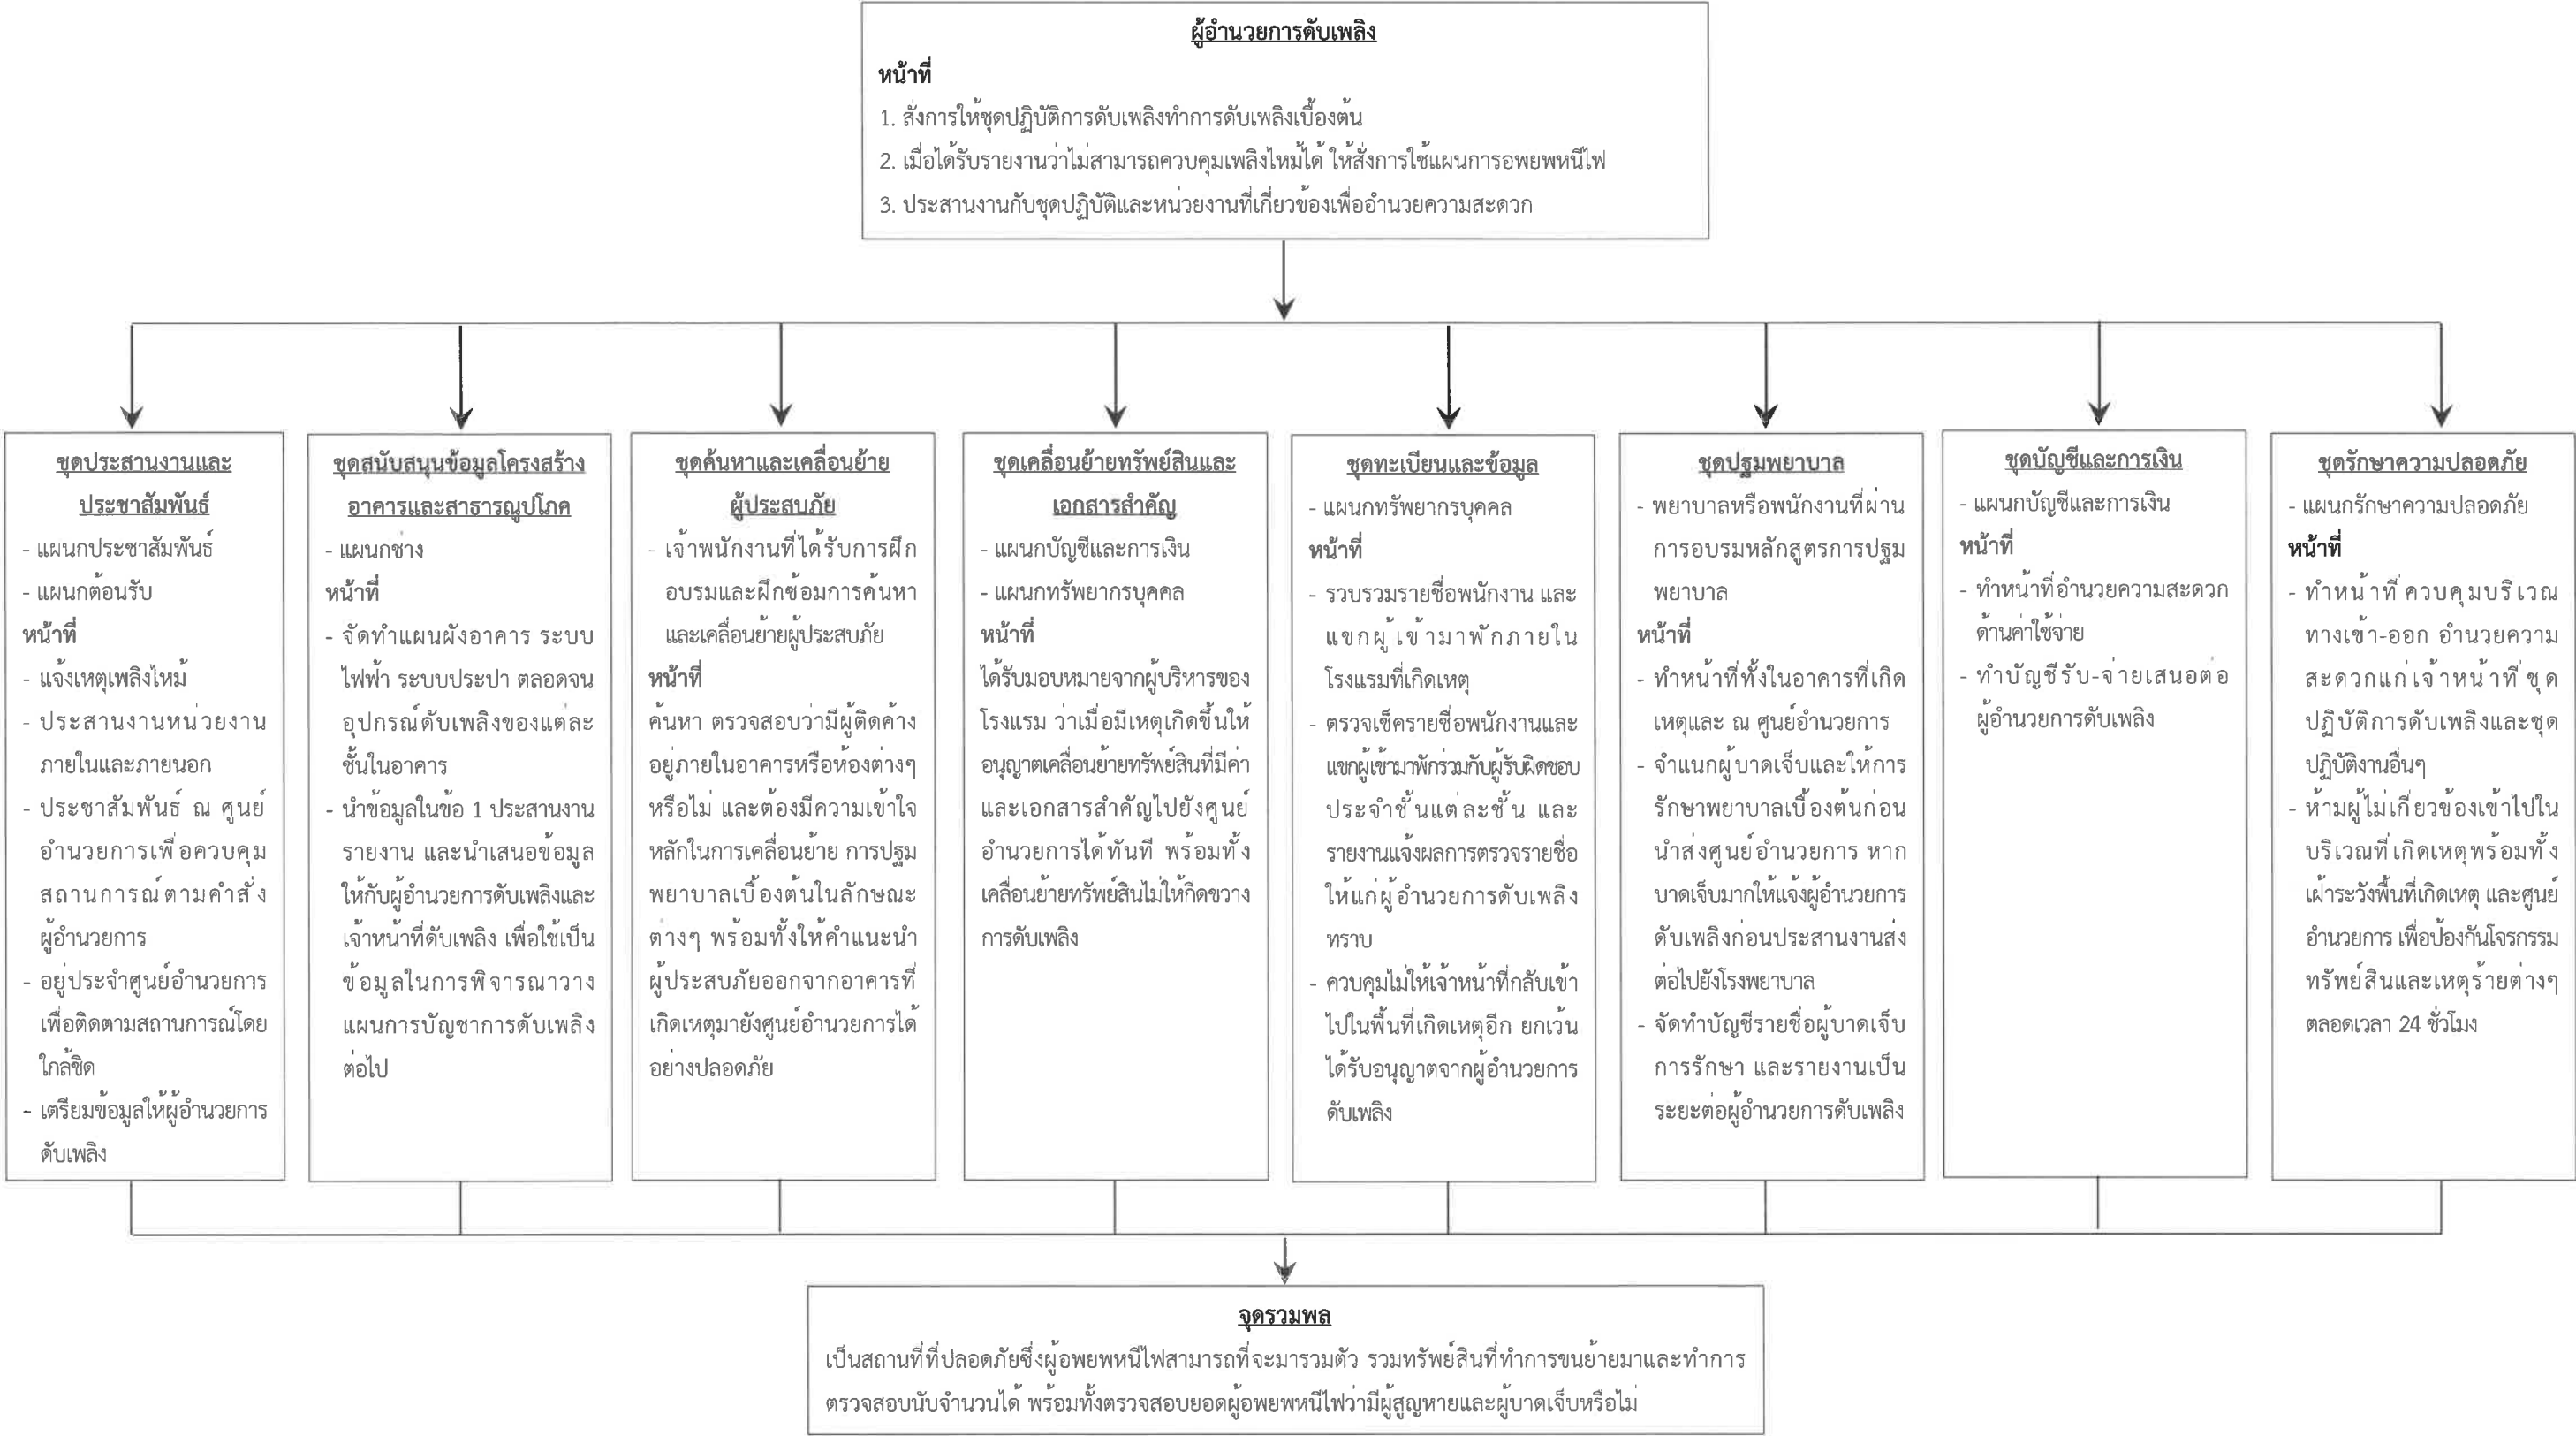 ผู้อำนวยการดับเพลิง
หน้าที่
1. สั่งการให้ชุดปฏิบัติการดับเพลิงทำการดับเพลิงเบื้องต้น
2. เมื่อได้รับรายงานว่าไม่สามารถควบคุมเพลิงไหม้ได้ ให้สั่งการใช้แผนการอพยพหนีไฟ
3. ประสานงานกับชุดปฏิบัติและหน่วยงานที่เกี่ยวข้องเพื่ออำนวยความสะดวก
ชุดประสานงานและ
ประชาสัมพันธ์
- แผนกประชาสัมพันธ์
- แผนกต้อนรับ
หน้าที่
- แจ้งเหตุเพลิงไหม้
- ประสานงานหน่วยงาน
ภายในและภายนอก
- ประชาสัมพันธ์ ณ ศูนย์
อำนวยการเพื่อควบคุม
สถานการณ์ตามคำสั่ง
ผู้อำนวยการ
- อยู่ประจำศูนย์อำนวยการ
เพื่อติดตามสถานการณ์โดย
ใกล้ชิด
- เตรียมข้อมูลให้ผู้อำนวยการ
ดับเพลิง
ชุดสนับสนุนข้อมูลโครงสร้าง
อาคารและสาธารณูปโภค
- แผนกช่าง
หน้าที่
- จัดทำแผนผังอาคาร ระบบ
ไฟฟ้า ระบบประปา ตลอดจน
อุปกรณ์ดับเพลิงของแต่ละ
ชั้นในอาคาร
- นำข้อมูลในข้อ 1 ประสานงาน
รายงาน และนำเสนอข้อมูล
ให้กับผู้อำนวยการดับเพลิงและ
เจ้าหน้าที่ดับเพลิง เพื่อใช้เป็น
ข้อมูลในการพิจารณาวาง
แผนการบัญชาการดับเพลิง
ต่อไป
ชุดค้นหาและเคลื่อนย้าย
ผู้ประสบภัย
- เจ้าพนักงานที่ได้รับการฝึก
อบรมและฝึกซ้อมการค้นหา
และเคลื่อนย้ายผู้ประสบภัย
หน้าที่
ค้นหา ตรวจสอบว่ามีผู้ติดค้าง
อยู่ภายในอาคารหรือห้องต่างๆ
หรือไม่ และต้องมีความเข้าใจ
หลักในการเคลื่อนย้าย การปฐม
พยาบาลเบื้องต้นในลักษณะ
ต่างๆ พร้อมทั้งให้คำแนะนำ
ผู้ประสบภัยออกจากอาคารที่
เกิดเหตุมายังศูนย์อำนวยการได้
อย่างปลอดภัย
ชุดเคลื่อนย้ายทรัพย์สินและ
เอกสารสำคัญ
- แผนกบัญชีและการเงิน
- แผนกทรัพยากรบุคคล
หน้าที่
ได้รับมอบหมายจากผู้บริหารของ
โรงแรม ว่าเมื่อมีเหตุเกิดขึ้นให้
อนุญาตเคลื่อนย้ายทรัพย์สินที่มีค่า
และเอกสารสำคัญไปยังศูนย์
อำนวยการได้ทันที พร้อมทั้ง
เคลื่อนย้ายทรัพย์สินไม่ให้กีดขวาง
การดับเพลิง
ชุดทะเบียนและข้อมูล
- แผนกทรัพยากรบุคคล
หน้าที่
- รวบรวมรายชื่อพนักงาน และ
แขกผู้เข้ามาพักภายใน
โรงแรมที่เกิดเหตุ
- ตรวจเช็ครายชื่อพนักงานและ
แขกผู้เข้ามาพักร่วมกับผู้รับผิดชอบ
ประจำชั้นแต่ละชั้น และ
รายงานแจ้งผลการตรวจรายชื่อ
ให้แก่ผู้อำนวยการดับเพลิง
ทราบ
- ควบคุมไม่ให้เจ้าหน้าที่กลับเข้า
ไปในพื้นที่เกิดเหตุอีก ยกเว้น
ได้รับอนุญาตจากผู้อำนวยการ
ดับเพลิง
ชุดปฐมพยาบาล
- พยาบาลหรือพนักงานที่ผ่าน
การอบรมหลักสูตรการปฐม
พยาบาล
หน้าที่
- ทำหน้าที่ทั้งในอาคารที่เกิด
เหตุและ ณ ศูนย์อำนวยการ
- จำแนกผู้บาดเจ็บและให้การ
รักษาพยาบาลเบื้องต้นก่อน
นำส่งศูนย์อำนวยการ หาก
บาดเจ็บมากให้แจ้งผู้อำนวยการ
ดับเพลิงก่อนประสานงานส่ง
ต่อไปยังโรงพยาบาล
- จัดทำบัญชีรายชื่อผู้บาดเจ็บ
การรักษา และรายงานเป็น
ระยะต่อผู้อำนวยการดับเพลิง
ชุดบัญชีและการเงิน
- แผนกบัญชีและการเงิน
หน้าที่
- ทำหน้าที่อำนวยความสะดวก
ด้านค่าใช้จ่าย
- ทำบัญชีรับ-จ่ายเสนอต่อ
ผู้อำนวยการดับเพลิง
ชุดรักษาความปลอดภัย
- แผนกรักษาความปลอดภัย
หน้าที่
- ทำหน้าที่ควบคุมบริเวณ
ทางเข้า-ออก อำนวยความ
สะดวกแก่เจ้าหน้าที่ชุด
ปฏิบัติการดับเพลิงและชุด
ปฏิบัติงานอื่นๆ
- ห้ามผู้ไม่เกี่ยวข้องเข้าไปใน
บริเวณที่เกิดเหตุพร้อมทั้ง
เฝ้าระวังพื้นที่เกิดเหตุ และศูนย์
อำนวยการ เพื่อป้องกันโจรกรรม
ทรัพย์สินและเหตุร้ายต่างๆ
ตลอดเวลา 24 ชั่วโมง
จุดรวมพล
เป็นสถานที่ที่ปลอดภัยซึ่งผู้อพยพหนีไฟสามารถที่จะมารวมตัว รวมทรัพย์สินที่ทำการขนย้ายมาและทำการ
ตรวจสอบนับจำนวนได้ พร้อมทั้งตรวจสอบยอดผู้อพยพหนีไฟว่ามีผู้สูญหายและผู้บาดเจ็บหรือไม่